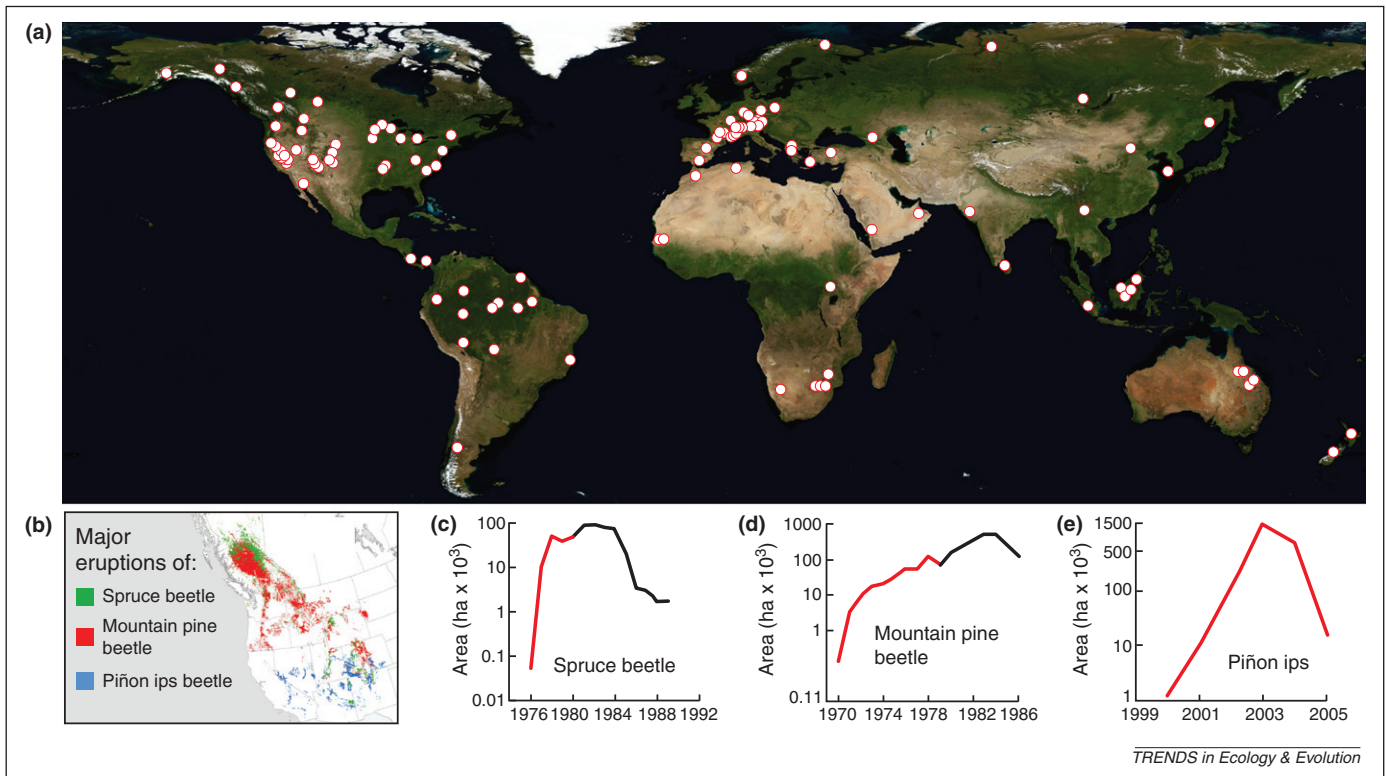 (a)
(b)
Major
eruptions of:
Spruce beetle
Mountain pine
beetle
Piñon ips beetle
(c)
Area (ha x 10³)
100
10
1
0.1
0.01
1976 1980 1984 1988 1992
Spruce beetle
(d)
Area (ha x 10³)
1000
100
10
1
0.11
1970 1974 1978 1982 1986
Mountain pine
beetle
(e)
Area (ha x 10³)
1500
500
100
10
1
1999 2001 2003 2005
Piñon ips
TRENDS in Ecology & Evolution